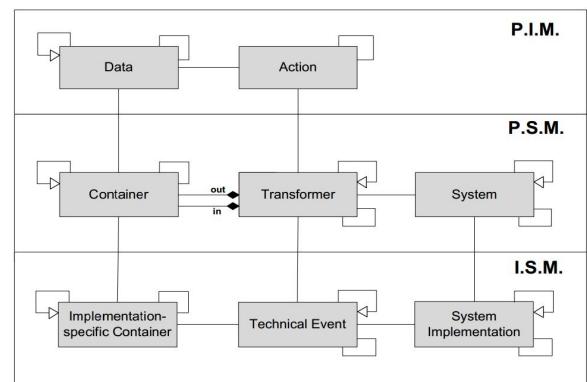 P.I.M.
Data
Action
P.S.M.
Container
out
in
Transformer
System
I.S.M.
Implementation-
specific Container
Technical Event
System
Implementation